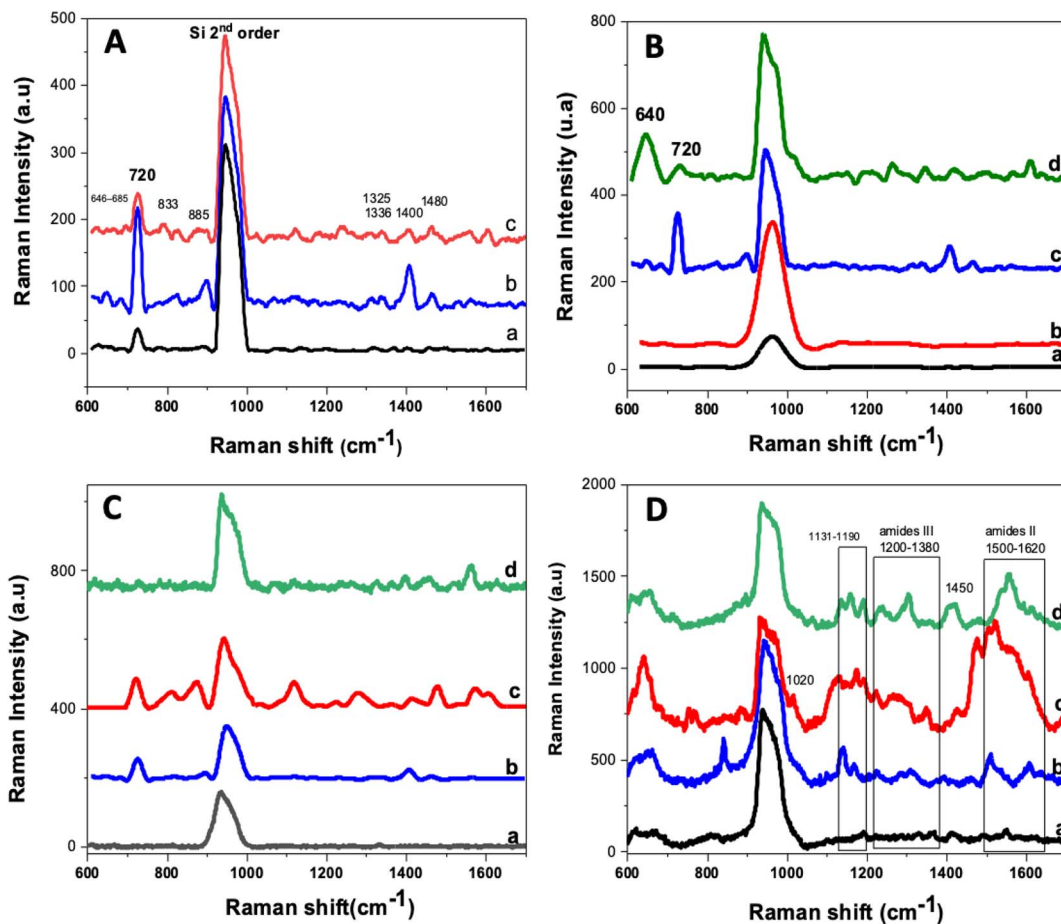 A
Si 2nd order
500
400
300
200
100
0
Raman Intensity (a.u)
646–685
720
833
885
1325
1336
1400
1480
c
b
a
600 800 1000 1200 1400 1600
Raman shift (cm-1)
B
800
600
400
200
0
Raman Intensity (u.a)
640
720
d
c
b
a
600 800 1000 1200 1400 1600
Raman shift (cm-1)
C
800
400
0
Raman Intensity (a.u)
d
c
b
a
600 800 1000 1200 1400 1600
Raman shift(cm-1)
D
2000
1500
1000
500
0
Raman Intensity (a.u)
1131-1190
amides III
1200-1380
1450
amides II
1500-1620
1020
d
c
b
a
600 800 1000 1200 1400 1600
Raman shift (cm-1)